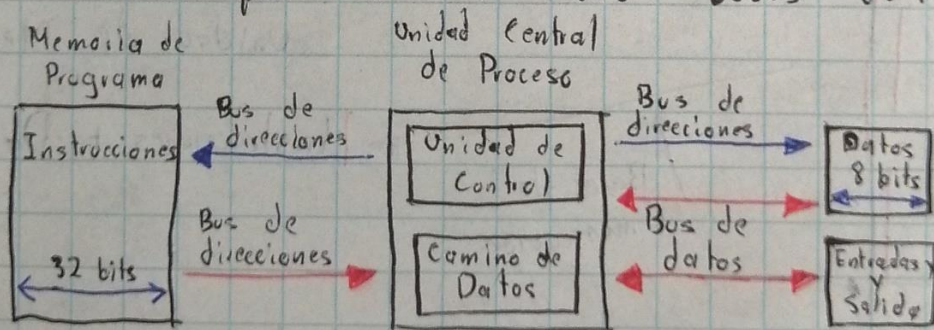 Memoria de
Programa
Instrucciones
32 bits
Bus de
direcciones
Bus de
direcciones
Unidad Central
de Proceso
Unidad de
Control
Camino de
Datos
Bus de
direcciones
Bus de
datos
Datos
8 bits
Entradas y
y
Salida